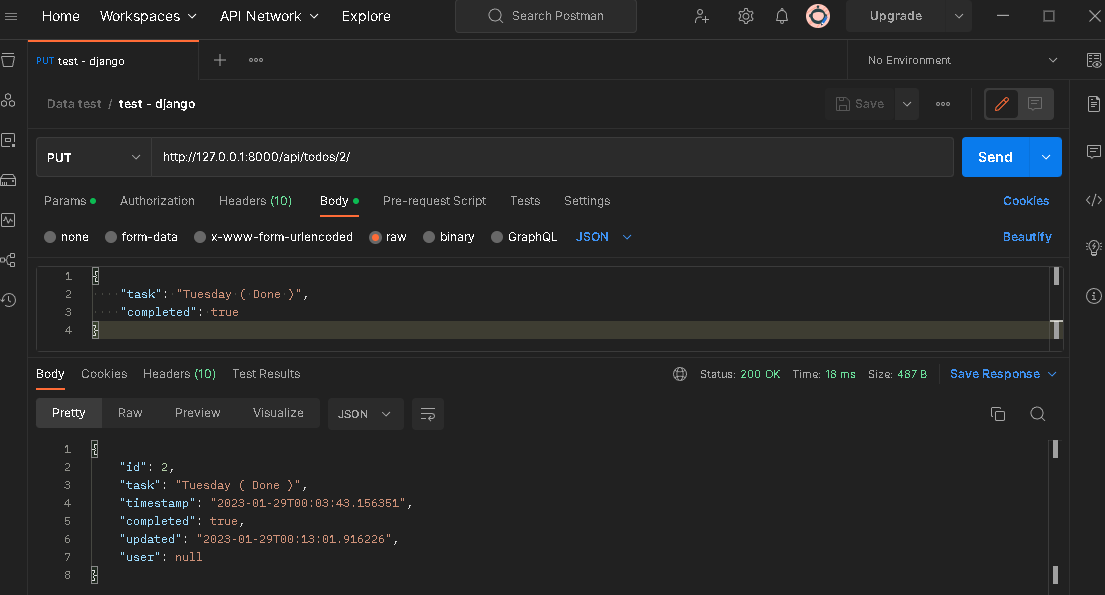 Home Workspaces API Network Explore Search Postman Upgrade
PUT test - django No Environment
Data test / test - django Save
PUT http://127.0.0.1:8000/api/todos/2/ Send
Params Authorization Headers (10) Body Pre-request Script Tests Settings Cookies
none form-data x-www-form-urlencoded raw binary GraphQL JSON Beautify
1 {
2 "task": "Tuesday ( Done )",
3 "completed": true
4 }
Body Cookies Headers (10) Test Results Status: 200 OK Time: 18 ms Size: 487 B Save Response
Pretty Raw Preview Visualize JSON
1 {
2 "id": 2,
3 "task": "Tuesday ( Done )",
4 "timestamp": "2023-01-29T00:03:43.156351",
5 "completed": true,
6 "updated": "2023-01-29T00:13:01.916226",
7 "user": null
8 }